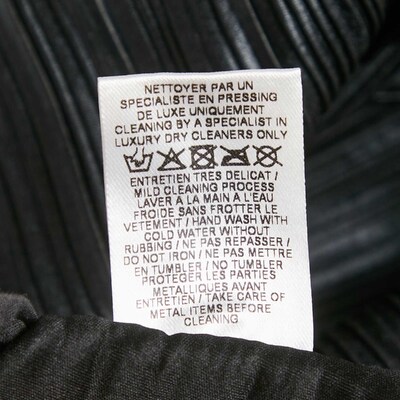 NETTOYER PAR UN
SPECIALISTE EN PRESSING
DE LUXE UNIQUEMENT
CLEANING BY A SPECIALIST IN
LUXURY DRY CLEANERS ONLY
ENTRETIEN TRES DELICAT /
MILD CLEANING PROCESS
LAVER A LA MAIN A L'EAU
FROIDE SANS FROTTER LE
VETEMENT / HAND WASH WITH
COLD WATER WITHOUT
RUBBING / NE PAS REPASSER /
DO NOT IRON / NE PAS METTRE
EN TUMBLER / NO TUMBLER
PROTEGER LES PARTIES
METALLIQUES AVANT
ENTRETIEN / TAKE CARE OF
METAL ITEMS BEFORE
CLEANING